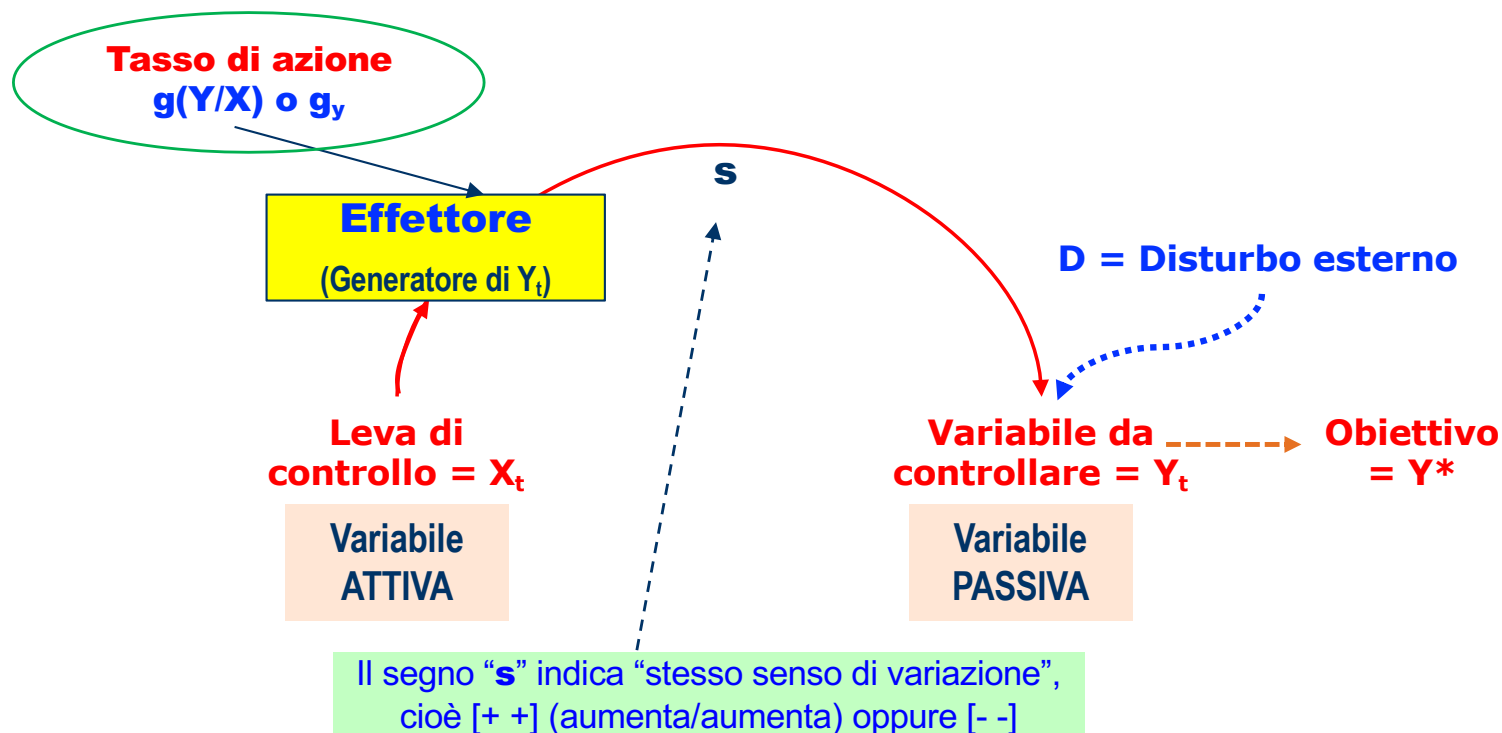 Tasso di azione
g(Y/X) o gy
s
Effettore
(Generatore di Yt)
D = Disturbo esterno
Leva di
controllo = Xt
Variabile da
controllare = Yt
Obiettivo
= Y*
Variabile
ATTIVA
Variabile
PASSIVA
Il segno “s” indica “stesso senso di variazione”,
cioè [+ +] (aumenta/aumenta) oppure [- -]